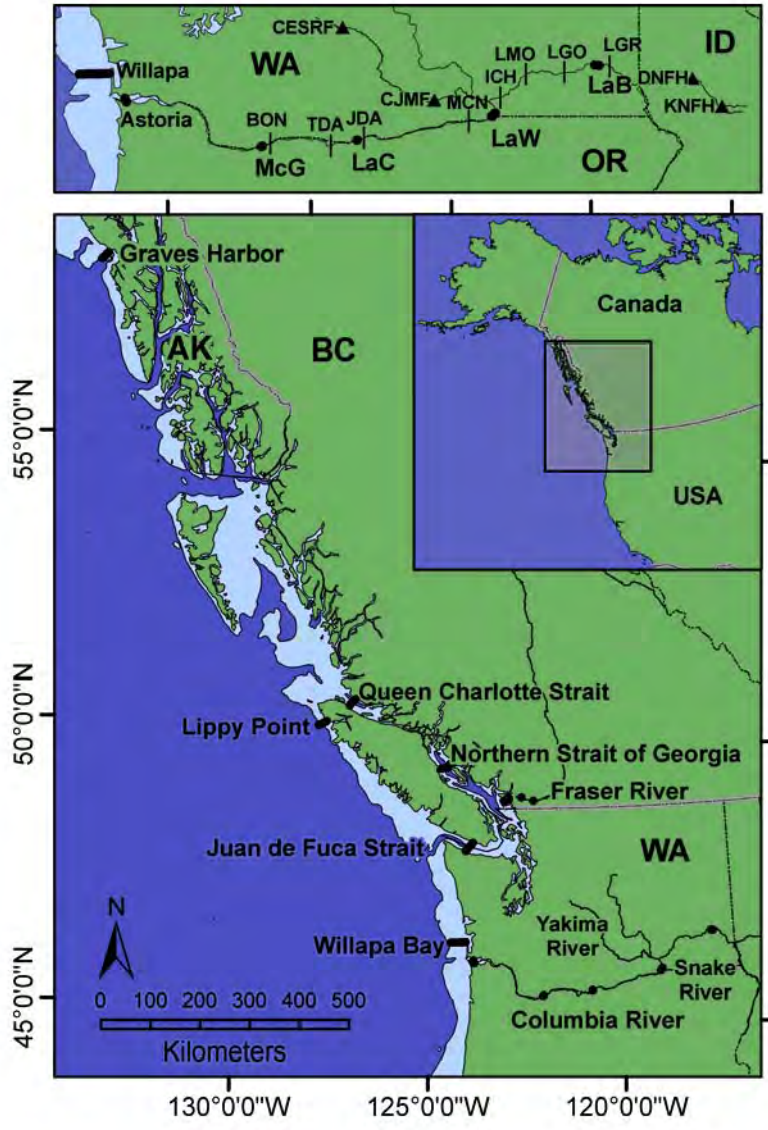 CESRF
WA
ID
LMO
LGO
LGR
Willapa
ICH
LaB
DNFH
Astoria
CJMF
MCN
KNFH
BON
TDA
JDA
LaW
McG
LaC
OR
Graves Harbor
Canada
AK
BC
55°0'0"N
USA
Queen Charlotte Strait
50°0'0"N
Lippy Point
Northern Strait of Georgia
Fraser River
Juan de Fuca Strait
WA
N
Willapa Bay
Yakima
River
Snake
River
0 100 200 300 400 500
45°0'0"N
Columbia River
Kilometers
130°0'0"W 125°0'0"W 120°0'0"W